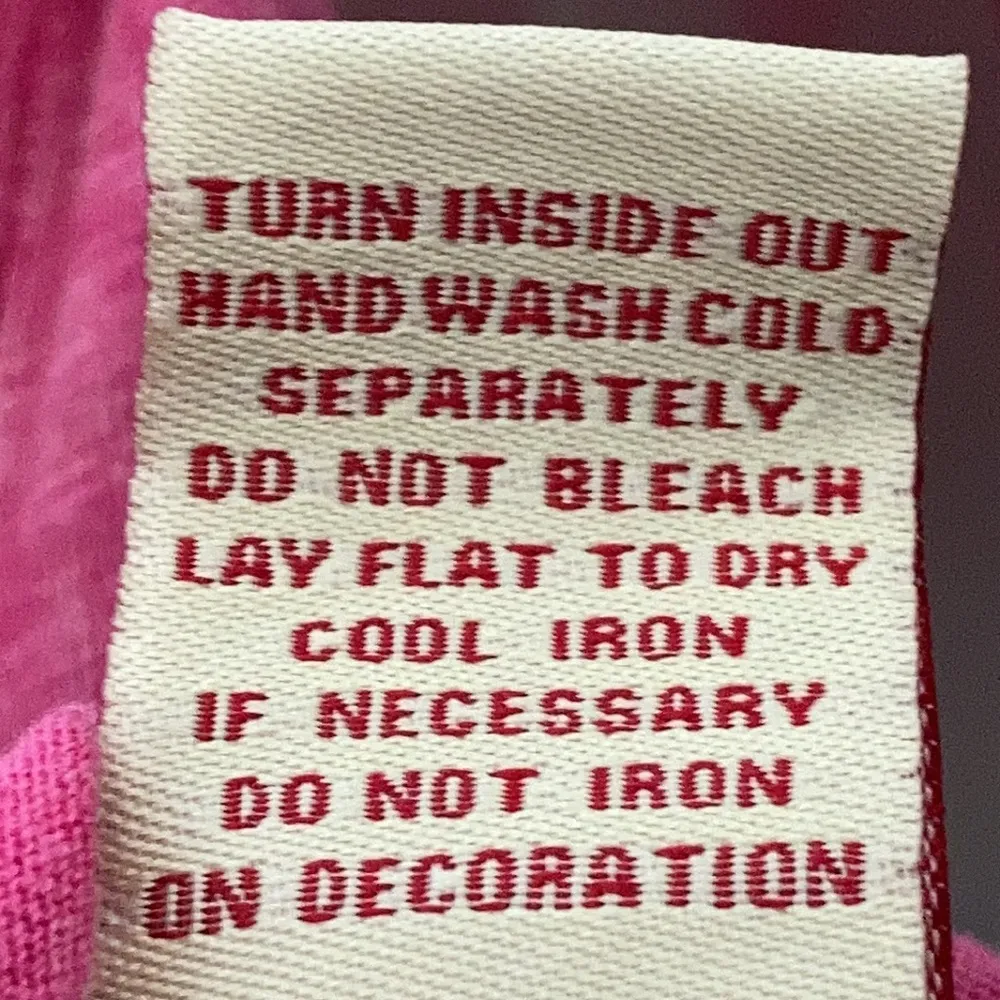 TURN INSIDE OUT
HAND WASH COLD
SEPARATELY
DO NOT BLEACH
LAY FLAT TO DRY
COOL IRON
IF NECESSARY
DO NOT IRON
ON DECORATION